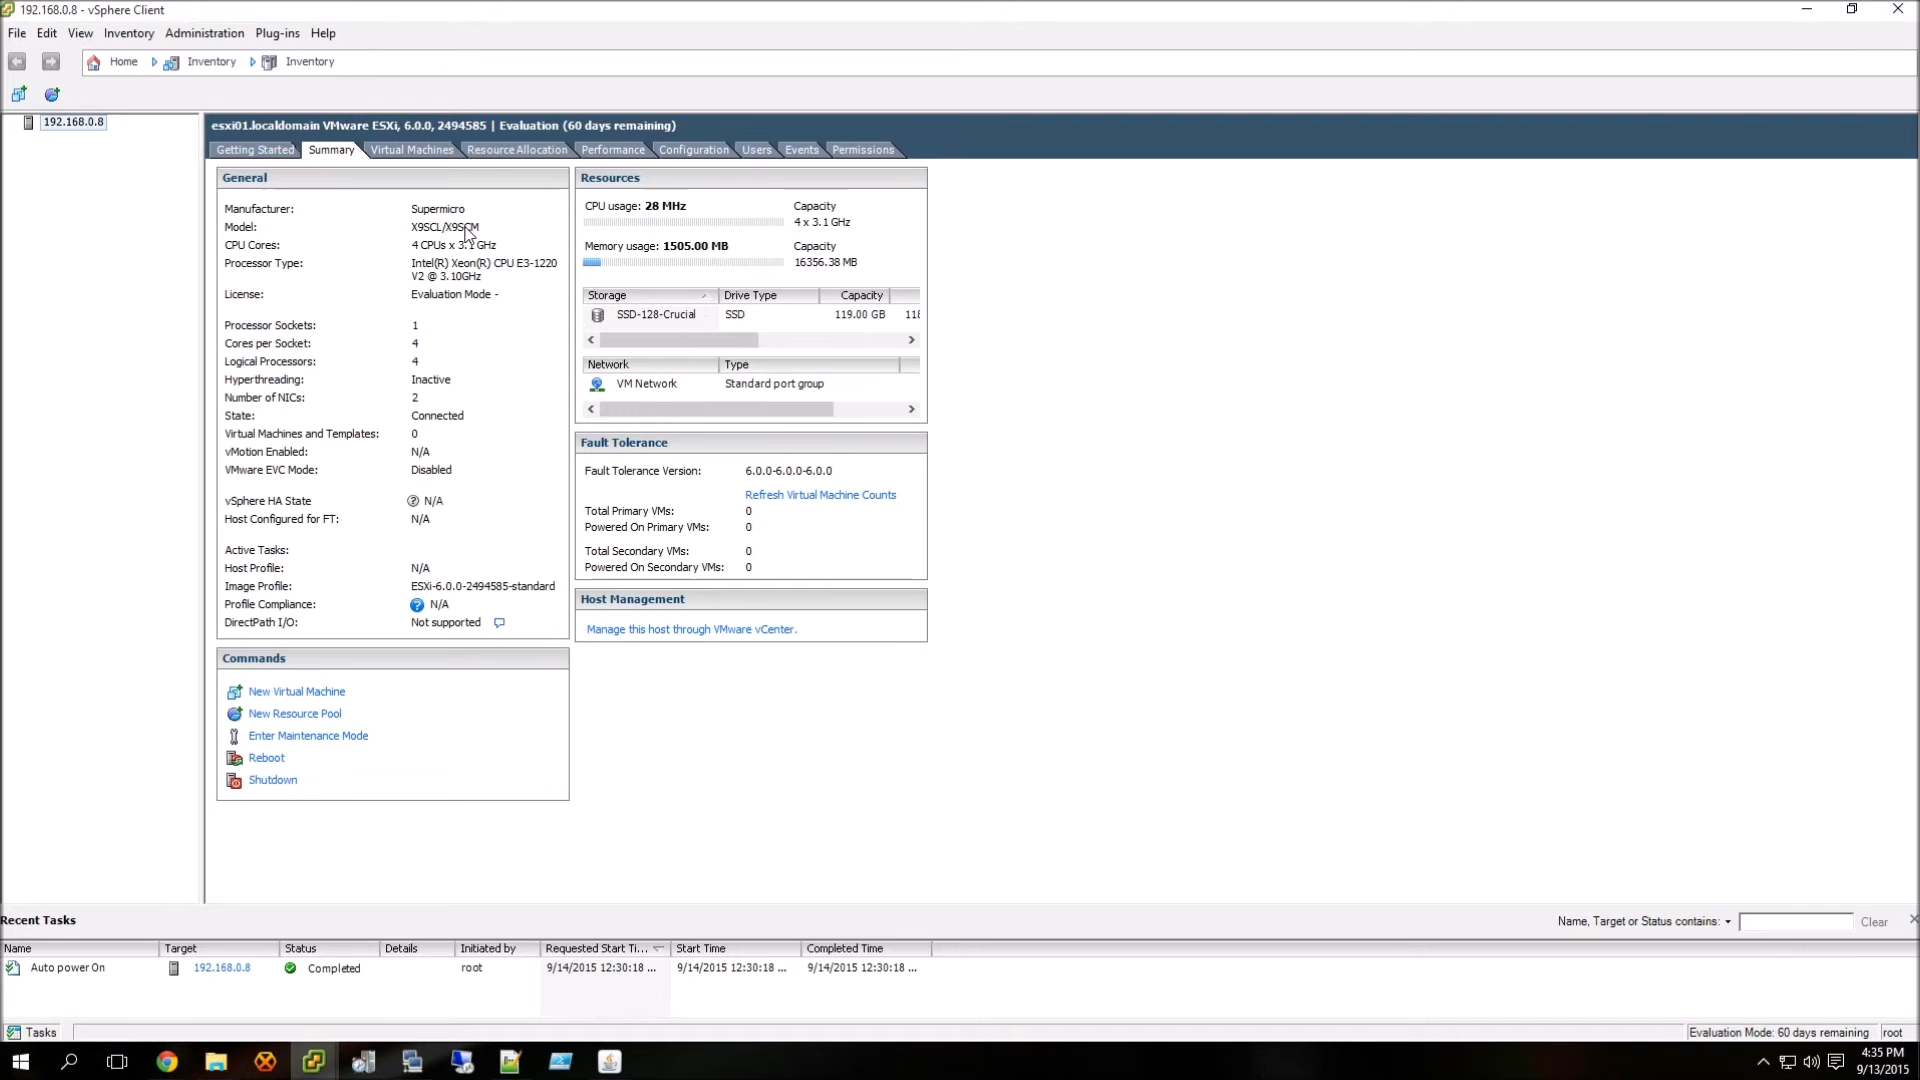 192.168.0.8 - vSphere Client
File Edit View Inventory Administration Plug-ins Help
Home Inventory Inventory
192.168.0.8
esxi01.localdomain VMware ESXi, 6.0.0, 2494585 | Evaluation (60 days remaining)
Getting Started Summary Virtual Machines Resource Allocation Performance Configuration Users Events Permissions
General
Manufacturer: Supermicro
Model: X9SCL/X9SCM
CPU Cores: 4 CPUs x 3.1 GHz
Processor Type: Intel(R) Xeon(R) CPU E3-1220
V2 @ 3.10GHz
License: Evaluation Mode -
Processor Sockets: 1
Cores per Socket: 4
Logical Processors: 4
Hyperthreading: Inactive
Number of NICs: 2
State: Connected
Virtual Machines and Templates: 0
vMotion Enabled: N/A
VMware EVC Mode: Disabled
vSphere HA State N/A
Host Configured for FT: N/A
Active Tasks:
Host Profile: N/A
Image Profile: ESXi-6.0.0-2494585-standard
Profile Compliance: N/A
DirectPath I/O: Not supported
Commands
New Virtual Machine
New Resource Pool
Enter Maintenance Mode
Reboot
Shutdown
Resources
CPU usage: 28 MHz Capacity
4 x 3.1 GHz
Memory usage: 1505.00 MB Capacity
16356.38 MB
Storage Drive Type Capacity
SSD-128-Crucial SSD 119.00 GB 118
Network Type
VM Network Standard port group
Fault Tolerance
Fault Tolerance Version: 6.0.0-6.0.0-6.0.0
Refresh Virtual Machine Counts
Total Primary VMs: 0
Powered On Primary VMs: 0
Total Secondary VMs: 0
Powered On Secondary VMs: 0
Host Management
Manage this host through VMware vCenter.
Recent Tasks
Name, Target or Status contains: Clear
Name Target Status Details Initiated by Requested Start Ti... Start Time Completed Time
Auto power On 192.168.0.8 Completed root 9/14/2015 12:30:18 ... 9/14/2015 12:30:18 ... 9/14/2015 12:30:18 ...
Tasks Evaluation Mode: 60 days remaining root
4:35 PM
9/13/2015